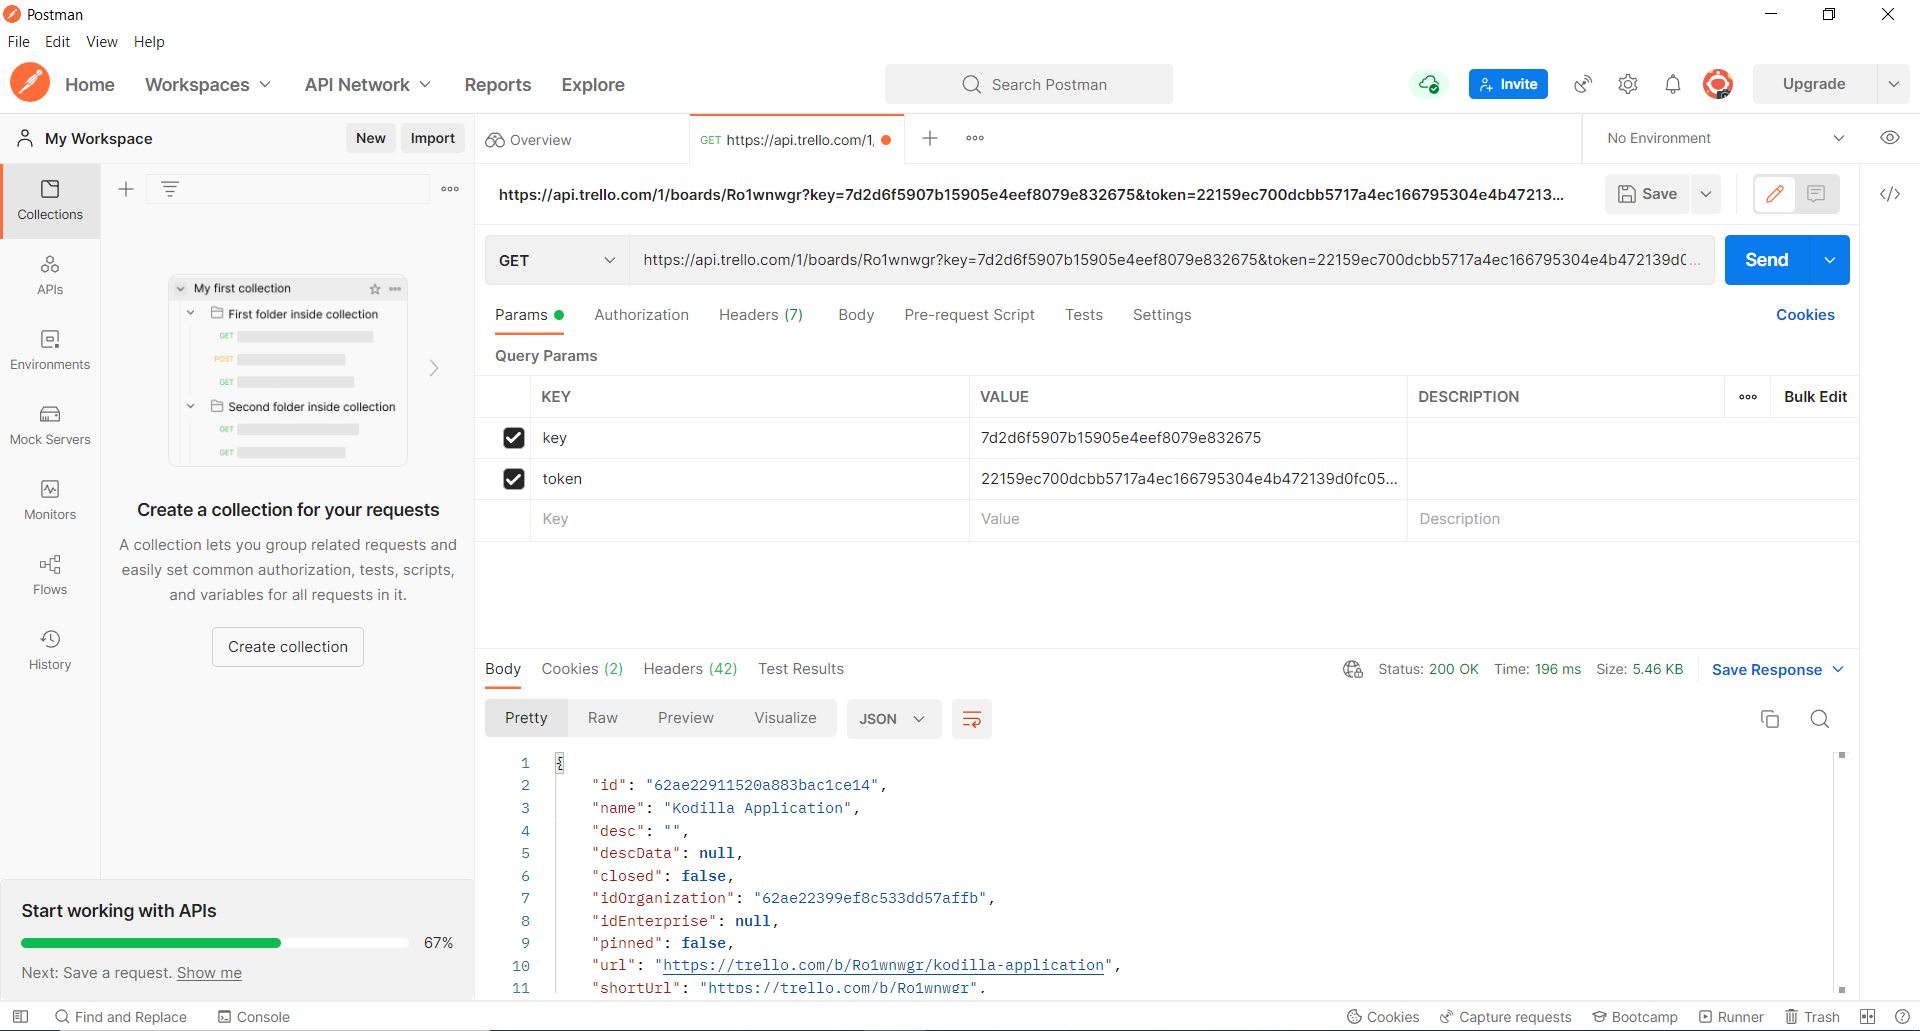 Postman
File Edit View Help
Home Workspaces API Network Reports Explore Search Postman Invite Upgrade
My Workspace New Import Overview GET https://api.trello.com/1, No Environment
https://api.trello.com/1/boards/Ro1wnwgr?key=7d2d6f5907b15905e4eef8079e832675&token=22159ec700dcbb5717a4ec166795304e4b47213... Save
GET https://api.trello.com/1/boards/Ro1wnwgr?key=7d2d6f5907b15905e4eef8079e832675&token=22159ec700dcbb5717a4ec166795304e4b472139d0... Send
Params Authorization Headers (7) Body Pre-request Script Tests Settings Cookies
Query Params
KEY VALUE DESCRIPTION Bulk Edit
key 7d2d6f5907b15905e4eef8079e832675
token 22159ec700dcbb5717a4ec166795304e4b472139d0fc05...
Key Value Description
Collections
APIs
Environments
Mock Servers
Monitors
Flows
History
My first collection
First folder inside collection
GET
POST
GET
Second folder inside collection
GET
GET
Create a collection for your requests
A collection lets you group related requests and
easily set common authorization, tests, scripts,
and variables for all requests in it.
Create collection
Start working with APIs
67%
Next: Save a request. Show me
Body Cookies (2) Headers (42) Test Results Status: 200 OK Time: 196 ms Size: 5.46 KB Save Response
Pretty Raw Preview Visualize JSON
1 {
2 "id": "62ae22911520a883bac1ce14",
3 "name": "Kodilla Application",
4 "desc": "",
5 "descData": null,
6 "closed": false,
7 "idOrganization": "62ae22399ef8c533dd57affb",
8 "idEnterprise": null,
9 "pinned": false,
10 "url": "https://trello.com/b/Ro1wnwgr/kodilla-application",
11 "shortUrl": "https://trello.com/b/Ro1wnwgr",
Find and Replace Console Cookies Capture requests Bootcamp Runner Trash